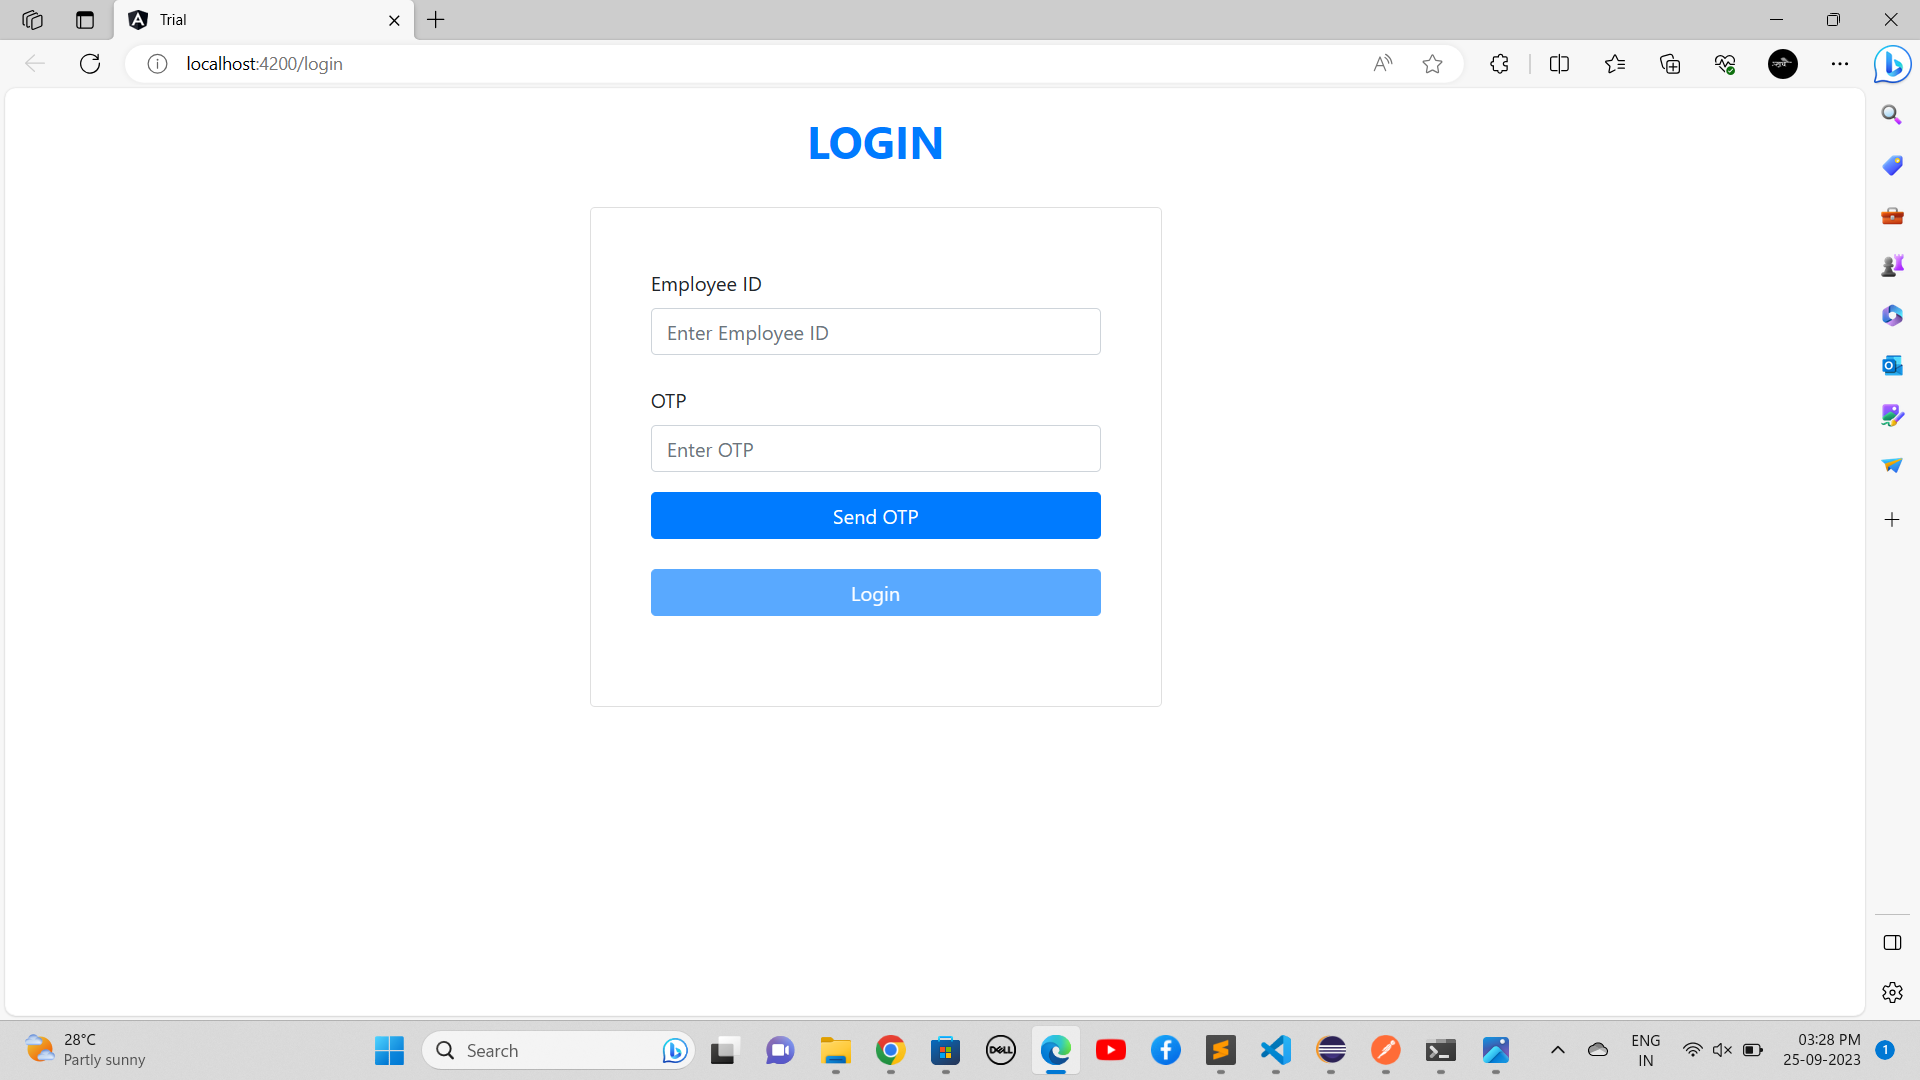 Trial
localhost:4200/login
LOGIN
Employee ID
Enter Employee ID
OTP
Enter OTP
Send OTP
Login
28°C
Partly sunny
Search
DELL
ENG
IN
03:28 PM
25-09-2023
1